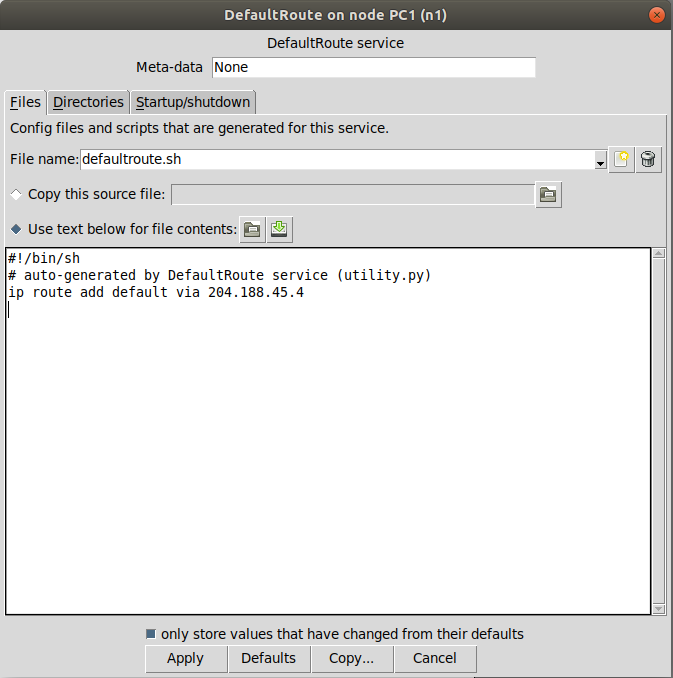 DefaultRoute on node PC1 (n1)
DefaultRoute service
Meta-data None
Files Directories Startup/shutdown
Config files and scripts that are generated for this service.
File name: defaultroute.sh
Copy this source file:
Use text below for file contents:
#!/bin/sh
# auto-generated by DefaultRoute service (utility.py)
ip route add default via 204.188.45.4
only store values that have changed from their defaults
Apply Defaults Copy... Cancel